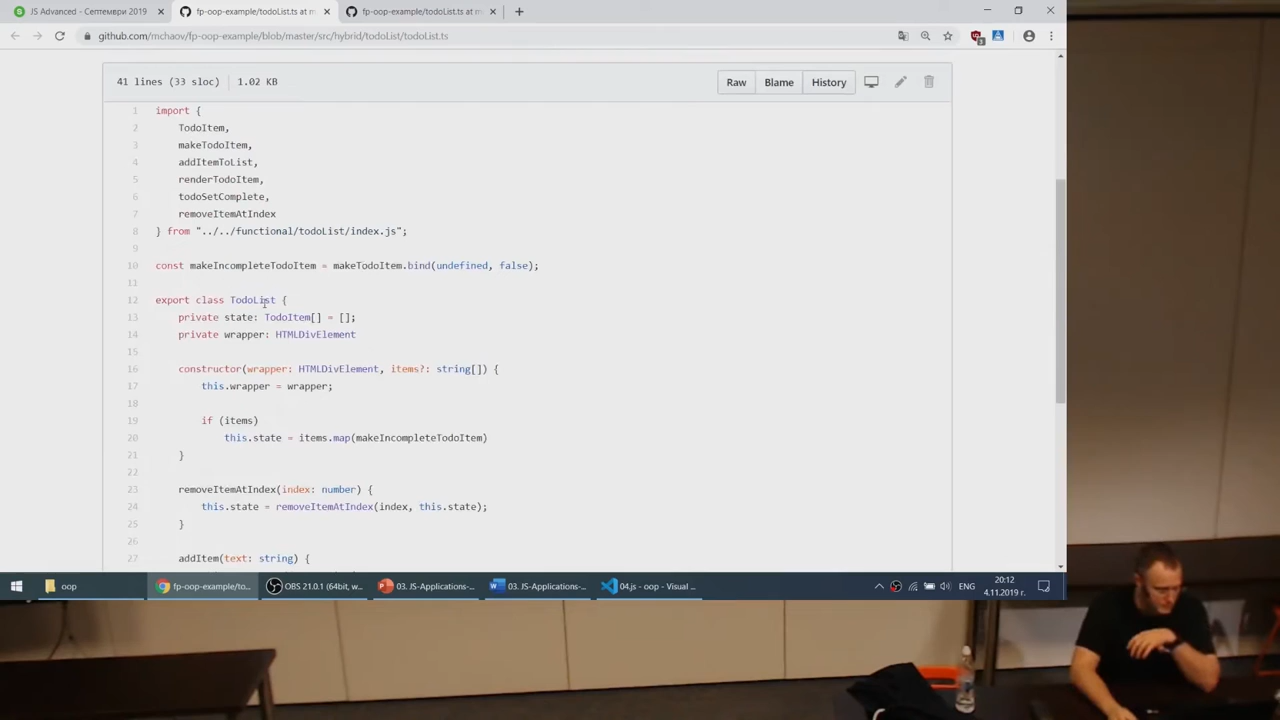 JS Advanced - Септември 2019
fp-oop-example/todoList.ts at m
fp-oop-example/todoList.ts at m
github.com/mchaov/fp-oop-example/blob/master/src/hybrid/todoList/todoList.ts
41 lines (33 sloc) 1.02 KB
Raw Blame History
1 import {
2 TodoItem,
3 makeTodoItem,
4 addItemToList,
5 renderTodoItem,
6 todoSetComplete,
7 removeItemAtIndex
8 } from "../../functional/todoList/index.js";
9
10 const makeIncompleteTodoItem = makeTodoItem.bind(undefined, false);
11
12 export class TodoList {
13 private state: TodoItem[] = [];
14 private wrapper: HTMLDivElement
15
16 constructor(wrapper: HTMLDivElement, items?: string[]) {
17 this.wrapper = wrapper;
18
19 if (items)
20 this.state = items.map(makeIncompleteTodoItem)
21 }
22
23 removeItemAtIndex(index: number) {
24 this.state = removeItemAtIndex(index, this.state);
25 }
26
27 addItem(text: string) {
oop
fp-oop-example/to...
OBS 21.0.1 (64bit, w...
03. JS-Applications-...
03. JS-Applications-...
04.js - oop - Visual ...
ЕНГ
20:12
4.11.2019 г.